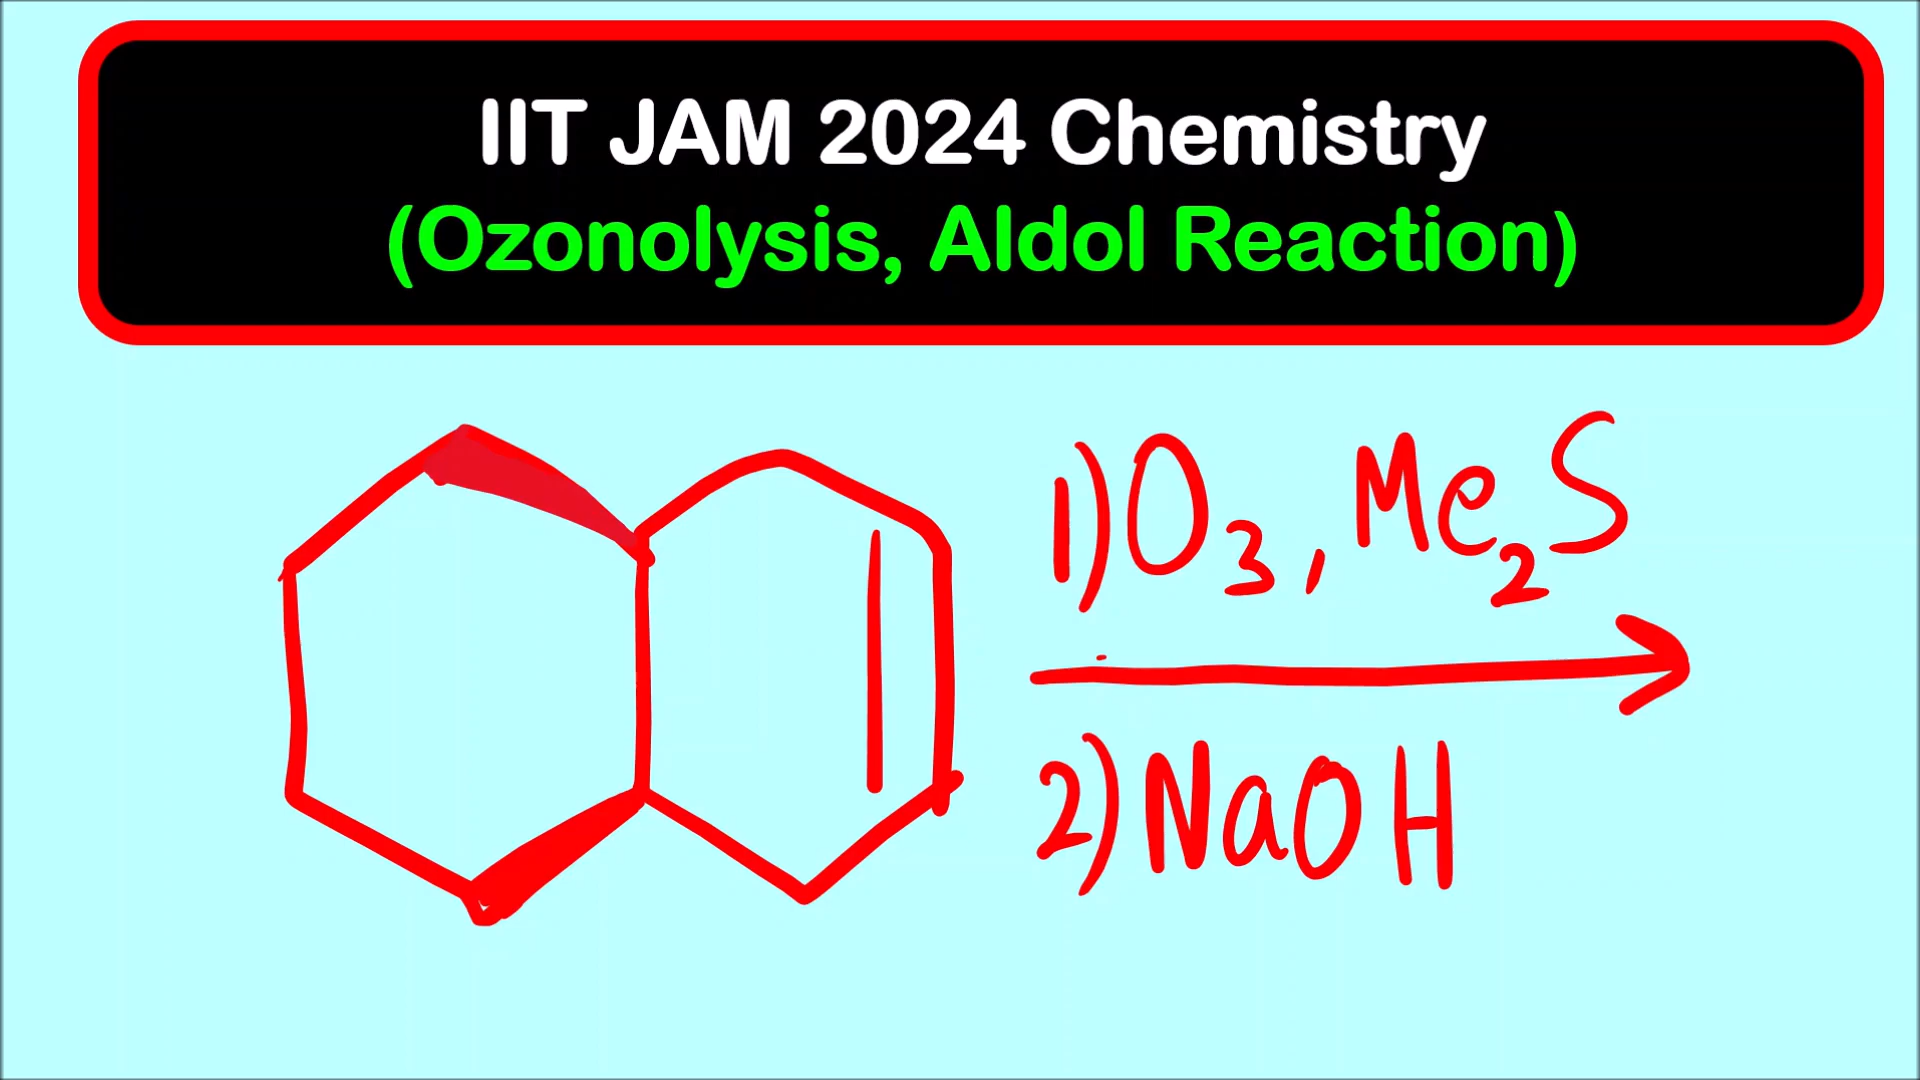 IIT JAM 2024 Chemistry
(Ozonolysis, Aldol Reaction)
1) O₃, Me₂S
2) NaOH